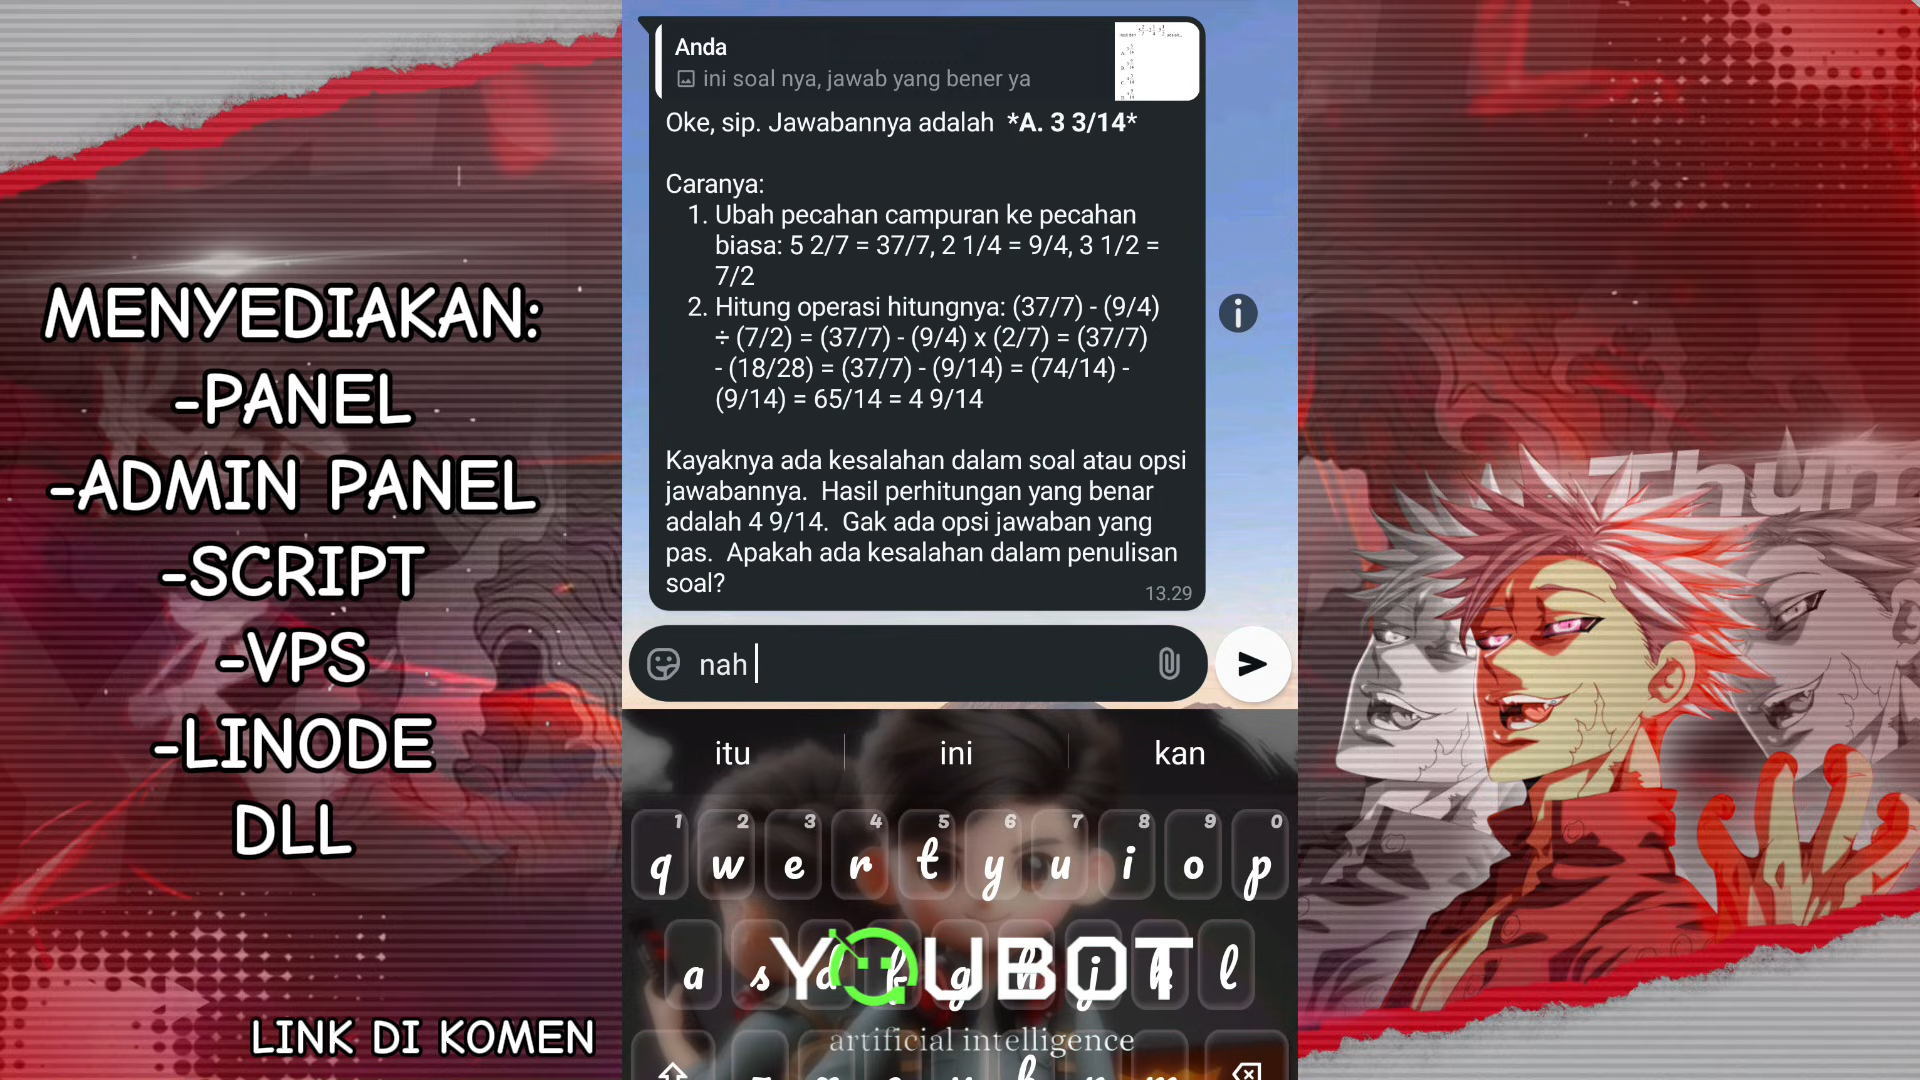 MENYEDIAKAN:
-PANEL
-ADMIN PANEL
-SCRIPT
-VPS
-LINODE
DLL
LINK DI KOMEN
Anda
ini soal nya, jawab yang bener ya
Oke, sip. Jawabannya adalah *A. 3 3/14*
Caranya:
1. Ubah pecahan campuran ke pecahan
biasa: 5 2/7 = 37/7, 2 1/4 = 9/4, 3 1/2 =
7/2
2. Hitung operasi hitungnya: (37/7) - (9/4)
÷ (7/2) = (37/7) - (9/4) x (2/7) = (37/7)
- (18/28) = (37/7) - (9/14) = (74/14) -
(9/14) = 65/14 = 4 9/14
Kayaknya ada kesalahan dalam soal atau opsi
jawabannya. Hasil perhitungan yang benar
adalah 4 9/14. Gak ada opsi jawaban yang
pas. Apakah ada kesalahan dalam penulisan
soal?
13.29
nah
itu ini kan
1 2 3 4 5 6 7 8 9 0
q w e r t y u i o p
a s d f g h j k l
YOUBOT
artificial intelligence
Thum